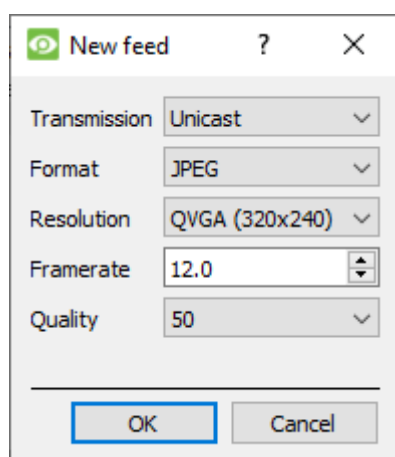 New feed ?
Transmission Unicast
Format JPEG
Resolution QVGA (320x240)
Framerate 12.0
Quality 50
OK Cancel